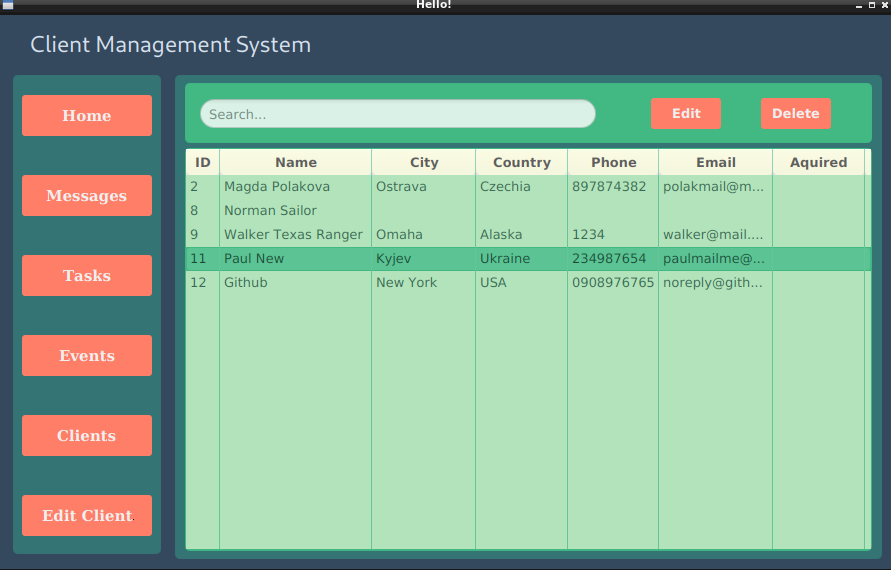 Hello!
Client Management System
Home
Messages
Tasks
Events
Clients
Edit Client
Search...
Edit
Delete
ID Name City Country Phone Email Aquired
2 Magda Polakova Ostrava Czechia 897874382 polakmail@m...
8 Norman Sailor
9 Walker Texas Ranger Omaha Alaska 1234 walker@mail....
11 Paul New Kyjev Ukraine 234987654 paulmailme@...
12 Github New York USA 0908976765 noreply@gith...